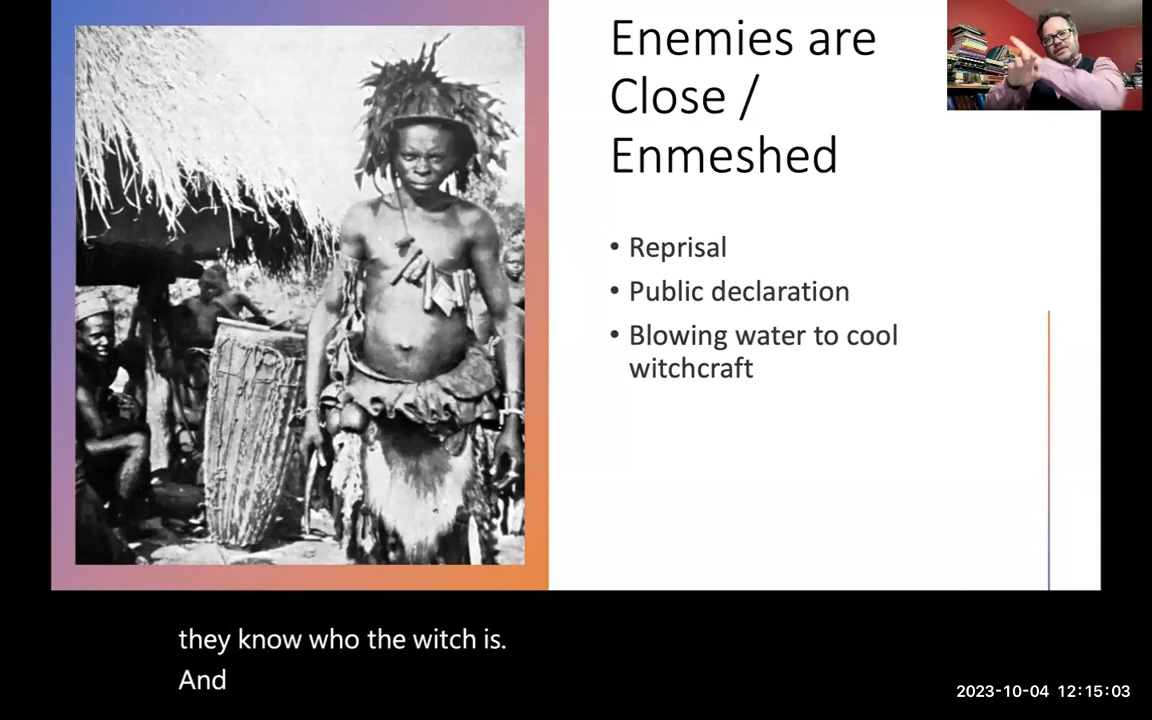 Enemies are
Close /
Enmeshed
• Reprisal
• Public declaration
• Blowing water to cool
witchcraft
they know who the witch is.
And
2023-10-04 12:15:03